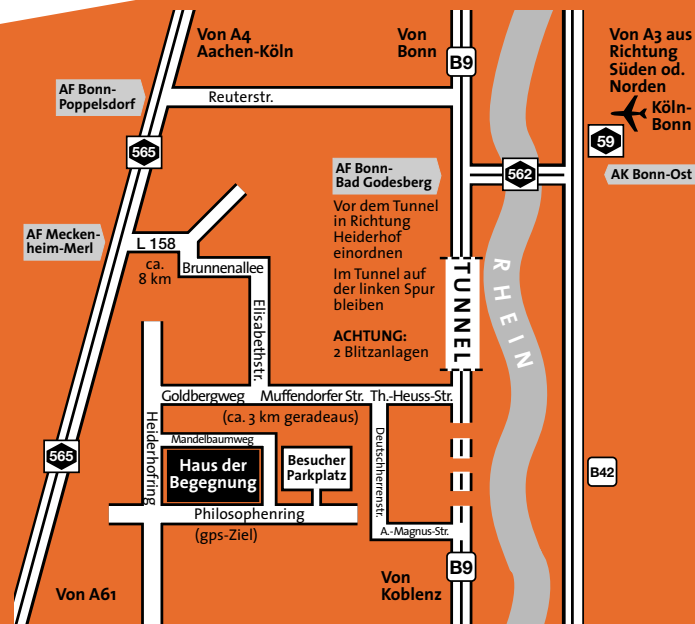 Von A4
Aachen-Köln
Von
Bonn
B9
Von A3 aus
Richtung
Süden od.
Norden
Köln-
Bonn
59
AK Bonn-Ost
AF Bonn-
Poppelsdorf
Reuterstr.
565
AF Bonn-
Bad Godesberg
562
Vor dem Tunnel
in Richtung
Heiderhof
einordnen
Im Tunnel auf
der linken Spur
bleiben
ACHTUNG:
2 Blitzanlagen
TUNNEL
RHEIN
AF Mecken-
heim-Merl
L 158
ca.
8 km
Brunnenallee
Elisabethstr.
Goldbergweg
Muffendorfer Str.
Th.-Heuss-Str.
(ca. 3 km geradeaus)
Heiderhofring
Mandelbaumweg
Haus der
Begegnung
Besucher
Parkplatz
Deutschherrenstr.
565
B42
Philosophenring
(gps-Ziel)
A.-Magnus-Str.
B9
Von
Koblenz
Von A61